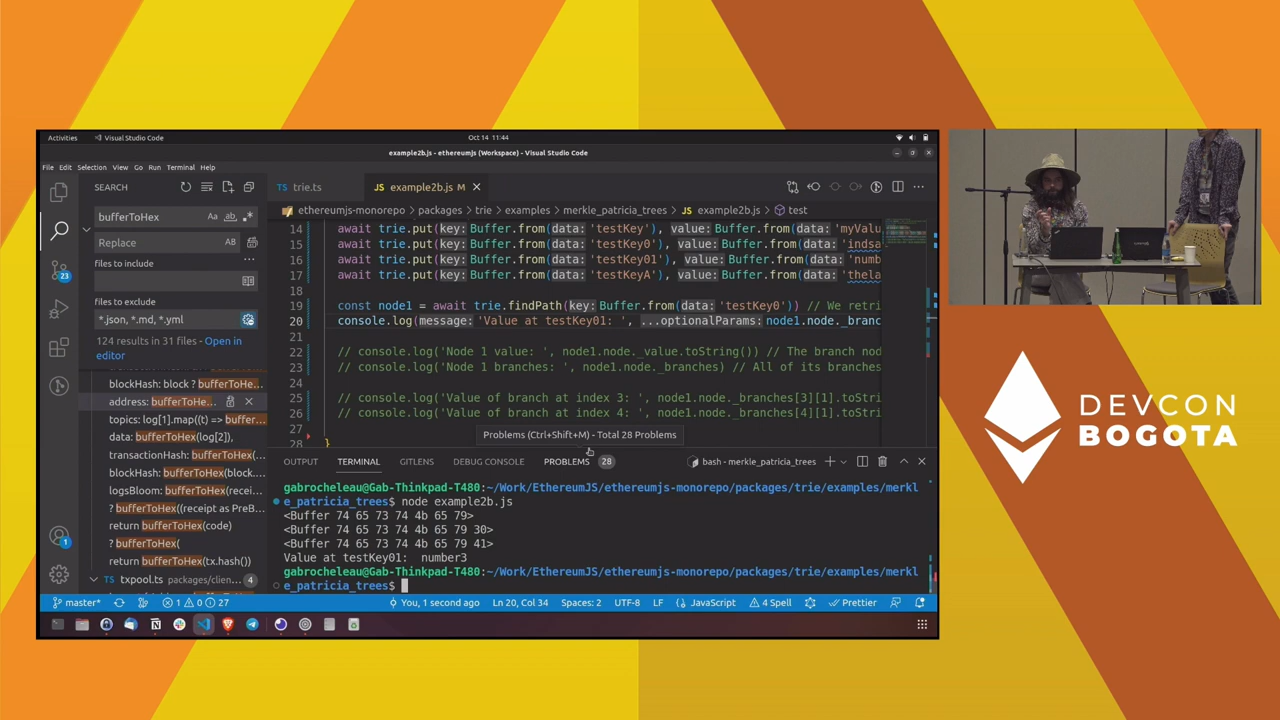 Activities
Visual Studio Code
Oct 14 11:44
example2b.js - ethereumjs (Workspace) - Visual Studio Code
File Edit Selection View Go Run Terminal Help
SEARCH
trie.ts
JS example2b.js M
bufferToHex
Aa ab
ethereumjs-monorepo > packages > trie > examples > merkle_patricia_trees > JS example2b.js > test
Replace
AB
files to include
files to exclude
*.json, *.md, *.yml
124 results in 31 files - Open in
editor
blockHash: block ? bufferToHe...
address: bufferToHe...
topics: log[1].map((t) => buffer...
data: bufferToHex(log[2]),
transactionHash: bufferToHex(...
blockHash: bufferToHex(block...
logsBloom: bufferToHex(recei...
? bufferToHex((receipt as PreB...
return bufferToHex(code)
? bufferToHex(
return bufferToHex(tx.hash())
txpool.ts packages/clien... 4
23
1
14 await trie.put(key: Buffer.from(data: 'testKey'), value: Buffer.from(data: 'myValu
15 await trie.put(key: Buffer.from(data: 'testKey0'), value: Buffer.from(data: 'indsa
16 await trie.put(key: Buffer.from(data: 'testKey01'), value: Buffer.from(data: 'numb
17 await trie.put(key: Buffer.from(data: 'testKeyA'), value: Buffer.from(data: 'thela
18
19 const node1 = await trie.findPath(key: Buffer.from(data: 'testKey0')) // We retri
20 console.log(message: 'Value at testKey01: ', ...optionalParams: node1.node._branc
21
22 // console.log('Node 1 value: ', node1.node._value.toString()) // The branch nod
23 // console.log('Node 1 branches: ', node1.node._branches) // All of its branches
24
25 // console.log('Value of branch at index 3: ', node1.node._branches[3][1].toStri
26 // console.log('Value of branch at index 4: ', node1.node._branches[4][1].toStri
27
28 }
Problems (Ctrl+Shift+M) - Total 28 Problems
OUTPUT TERMINAL GITLENS DEBUG CONSOLE PROBLEMS 28
bash - merkle_patricia_trees
gabrocheleau@Gab-Thinkpad-T480:~/Work/EthereumJS/ethereumjs-monorepo/packages/trie/examples/merkl
e_patricia_trees$ node example2b.js
<Buffer 74 65 73 74 4b 65 79>
<Buffer 74 65 73 74 4b 65 79 30>
<Buffer 74 65 73 74 4b 65 79 41>
Value at testKey01: number3
gabrocheleau@Gab-Thinkpad-T480:~/Work/EthereumJS/ethereumjs-monorepo/packages/trie/examples/merkl
e_patricia_trees$
master* 1 0 27
You, 1 second ago Ln 20, Col 34 Spaces: 2 UTF-8 LF JavaScript 4 Spell Prettier
DEVCON
BOGOTA